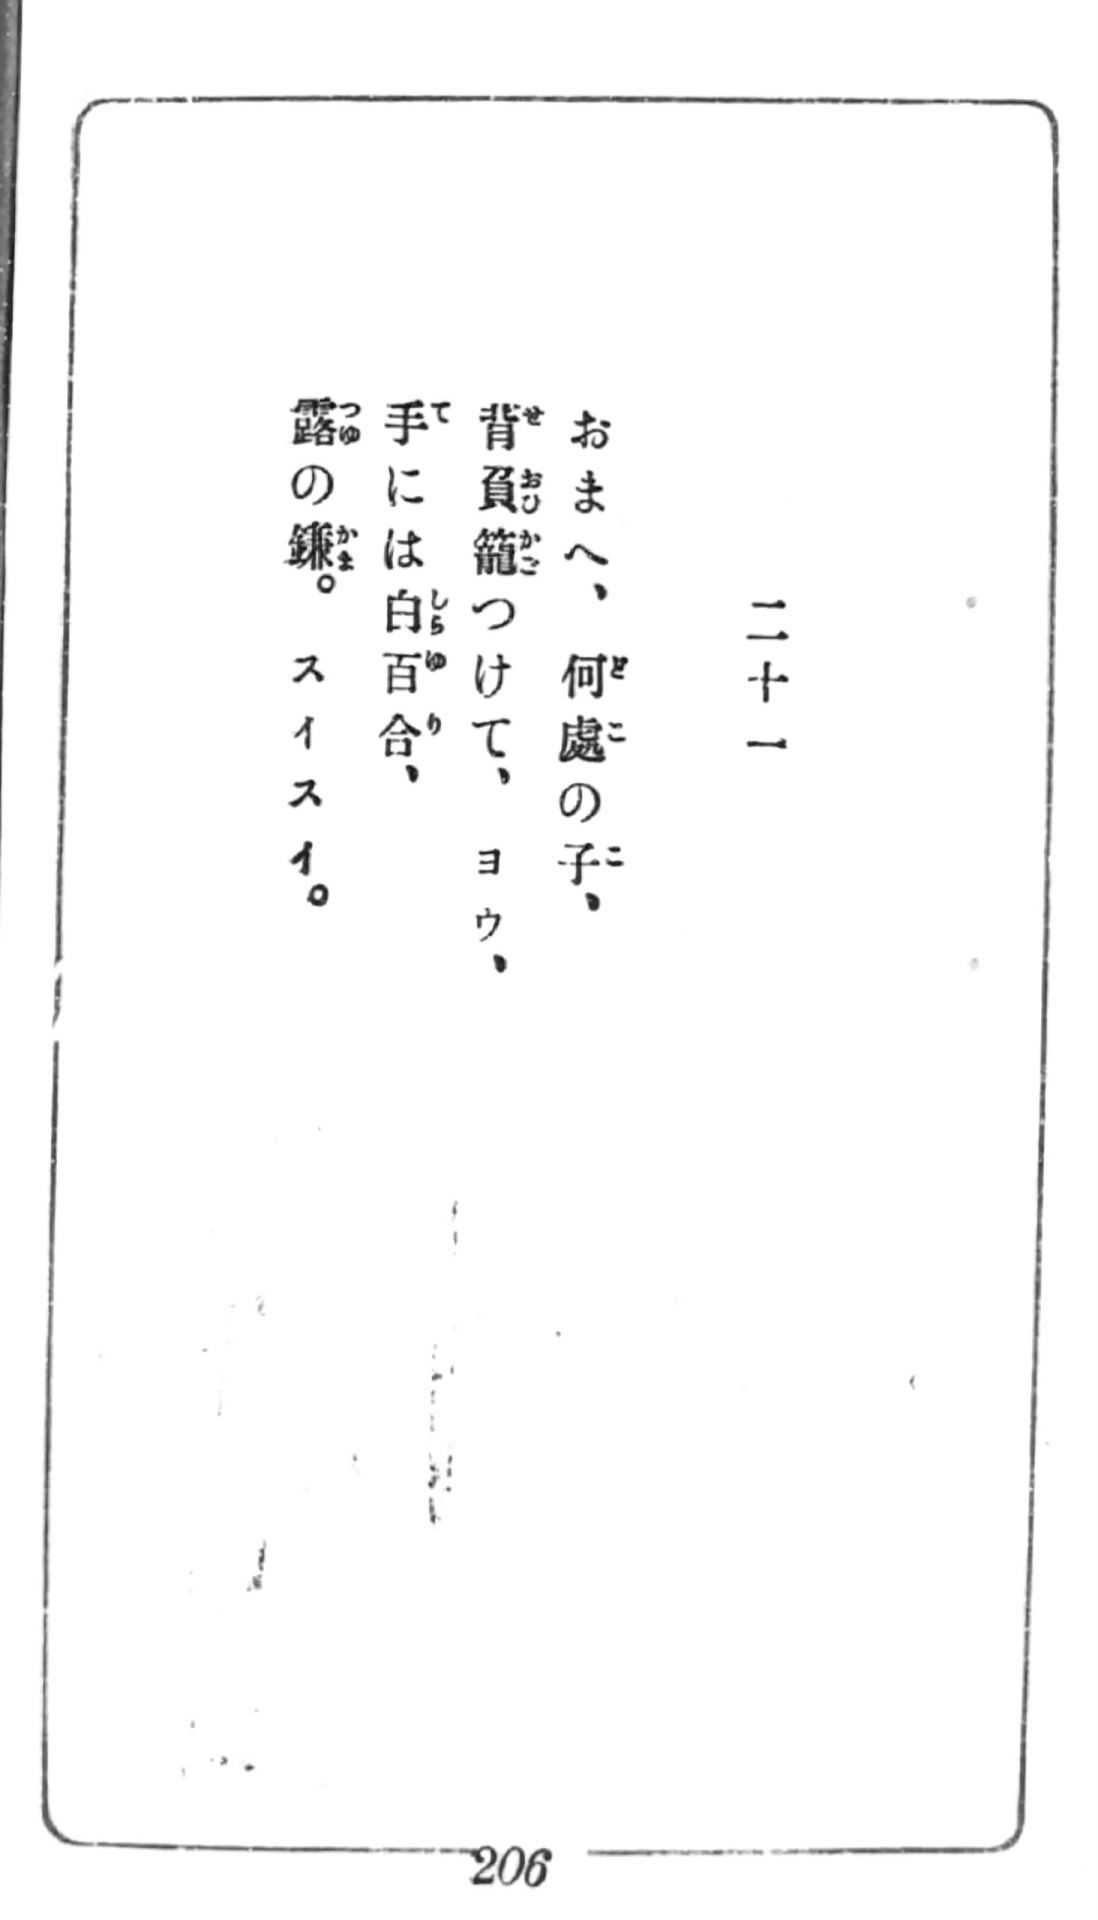 二十一
おまへ、何處の子、
背負籠つけて、ヨウ、
手には白百合、
露の鎌。スイスイ。
206